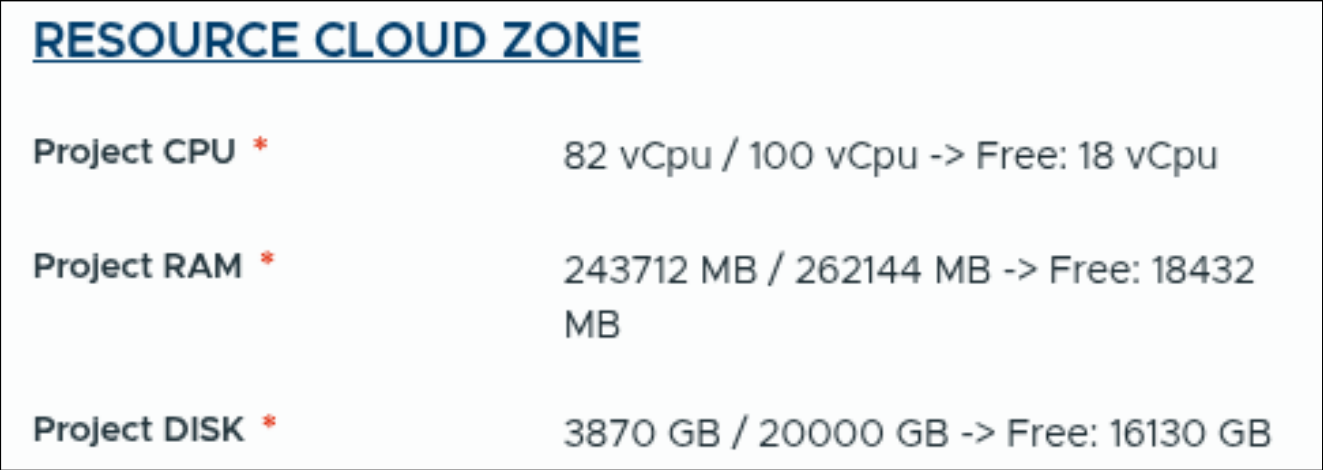 RESOURCE CLOUD ZONE
Project CPU * 82 vCpu / 100 vCpu -> Free: 18 vCpu
Project RAM * 243712 MB / 262144 MB -> Free: 18432
MB
Project DISK * 3870 GB / 20000 GB -> Free: 16130 GB